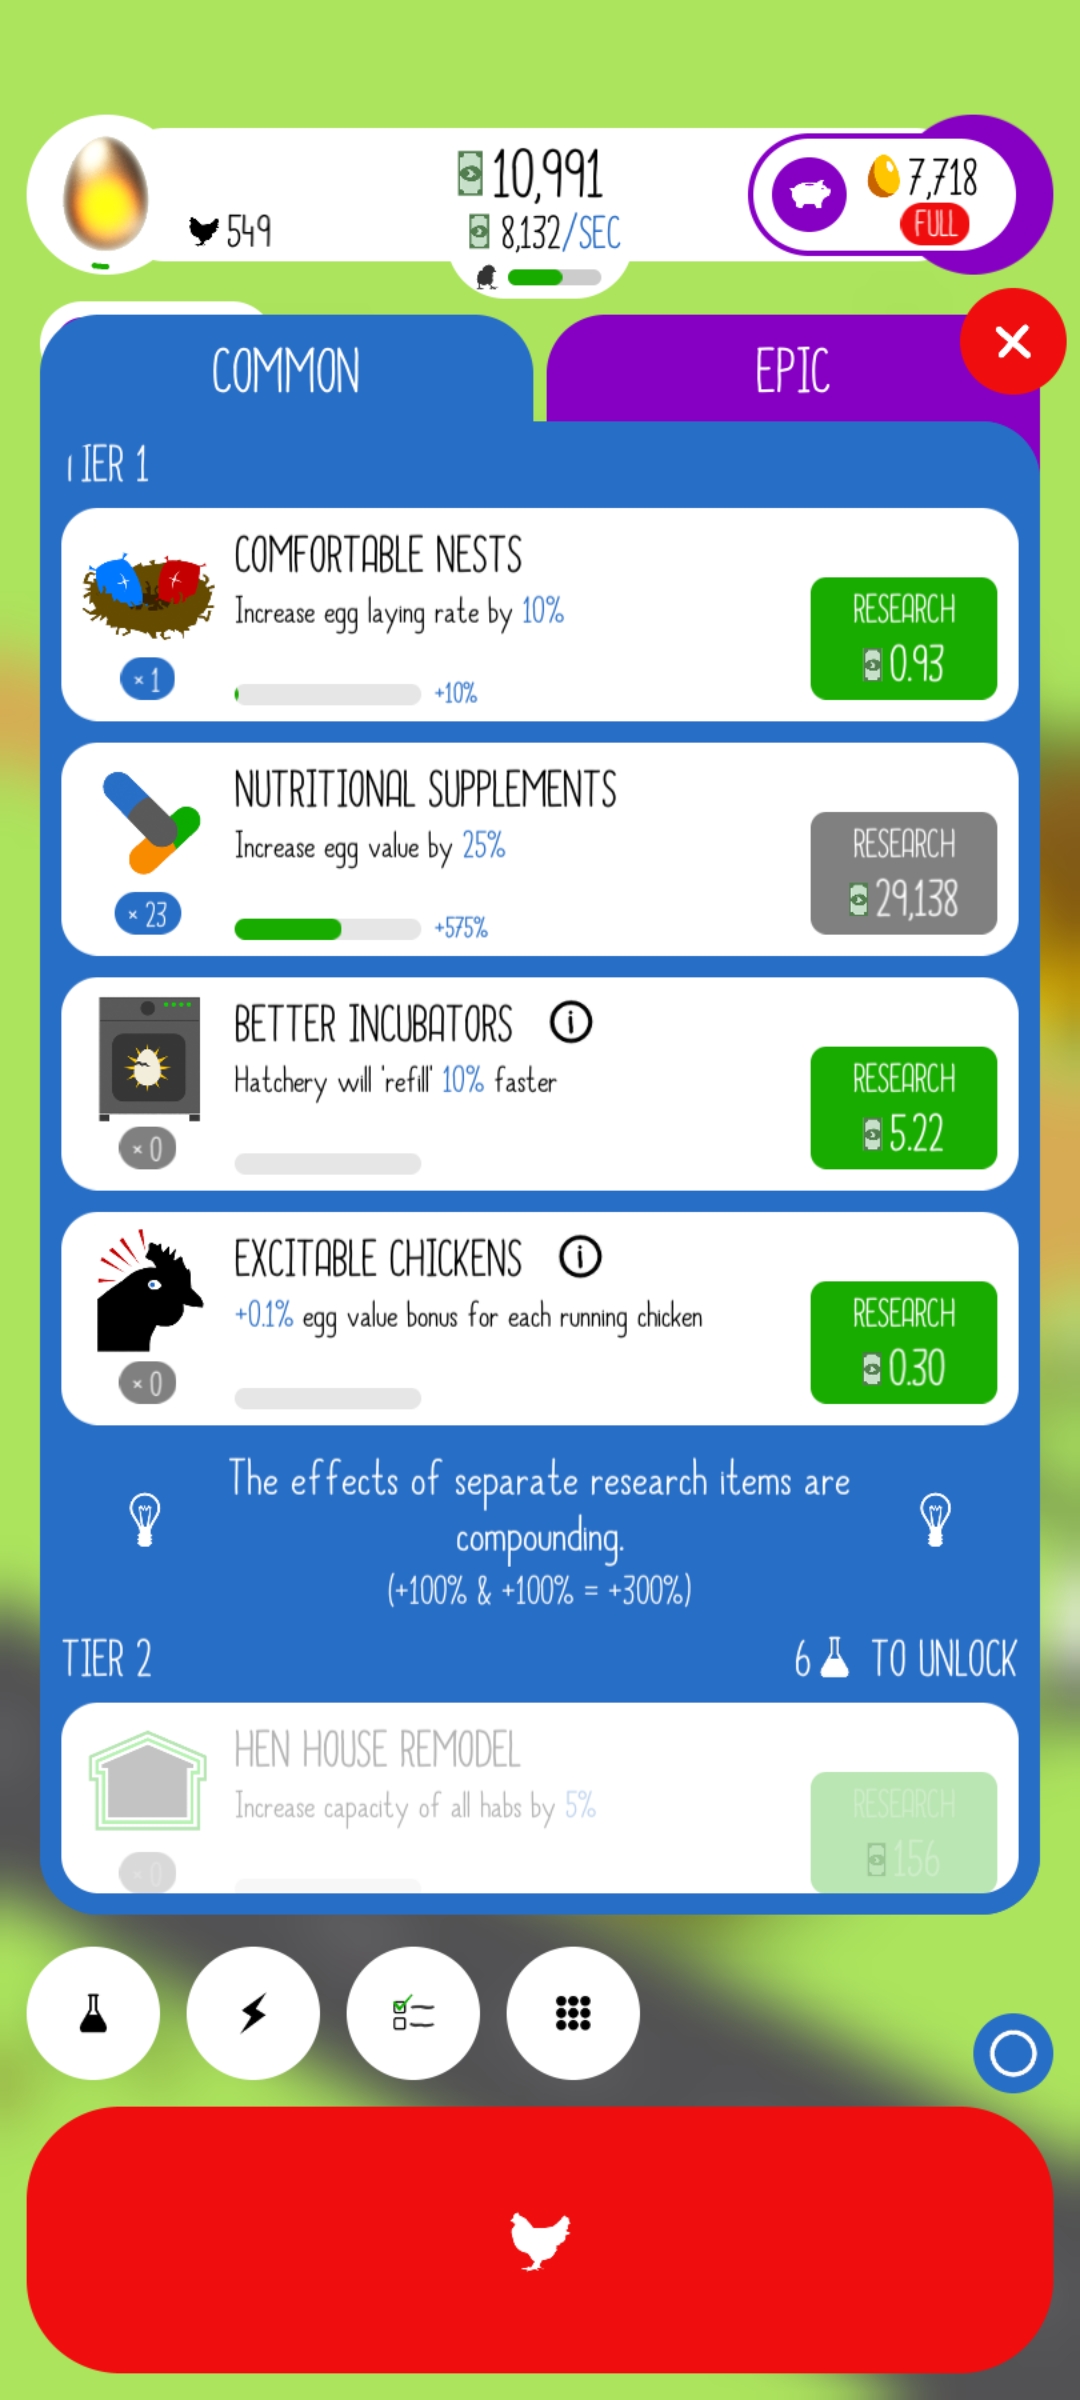 10,991
7,718
549
8,132/SEC
FULL
COMMON
EPIC
TIER 1
COMFORTABLE NESTS
Increase egg laying rate by 10%
RESEARCH
0.93
× 1
+10%
NUTRITIONAL SUPPLEMENTS
Increase egg value by 25%
RESEARCH
29,138
× 23
+575%
BETTER INCUBATORS i
Hatchery will 'refill' 10% faster
RESEARCH
5.22
× 0
EXCITABLE CHICKENS i
+0.1% egg value bonus for each running chicken
RESEARCH
0.30
× 0
The effects of separate research items are
compounding.
(+100% & +100% = +300%)
TIER 2
6 TO UNLOCK
HEN HOUSE REMODEL
Increase capacity of all habs by 5%
RESEARCH
156
× 0